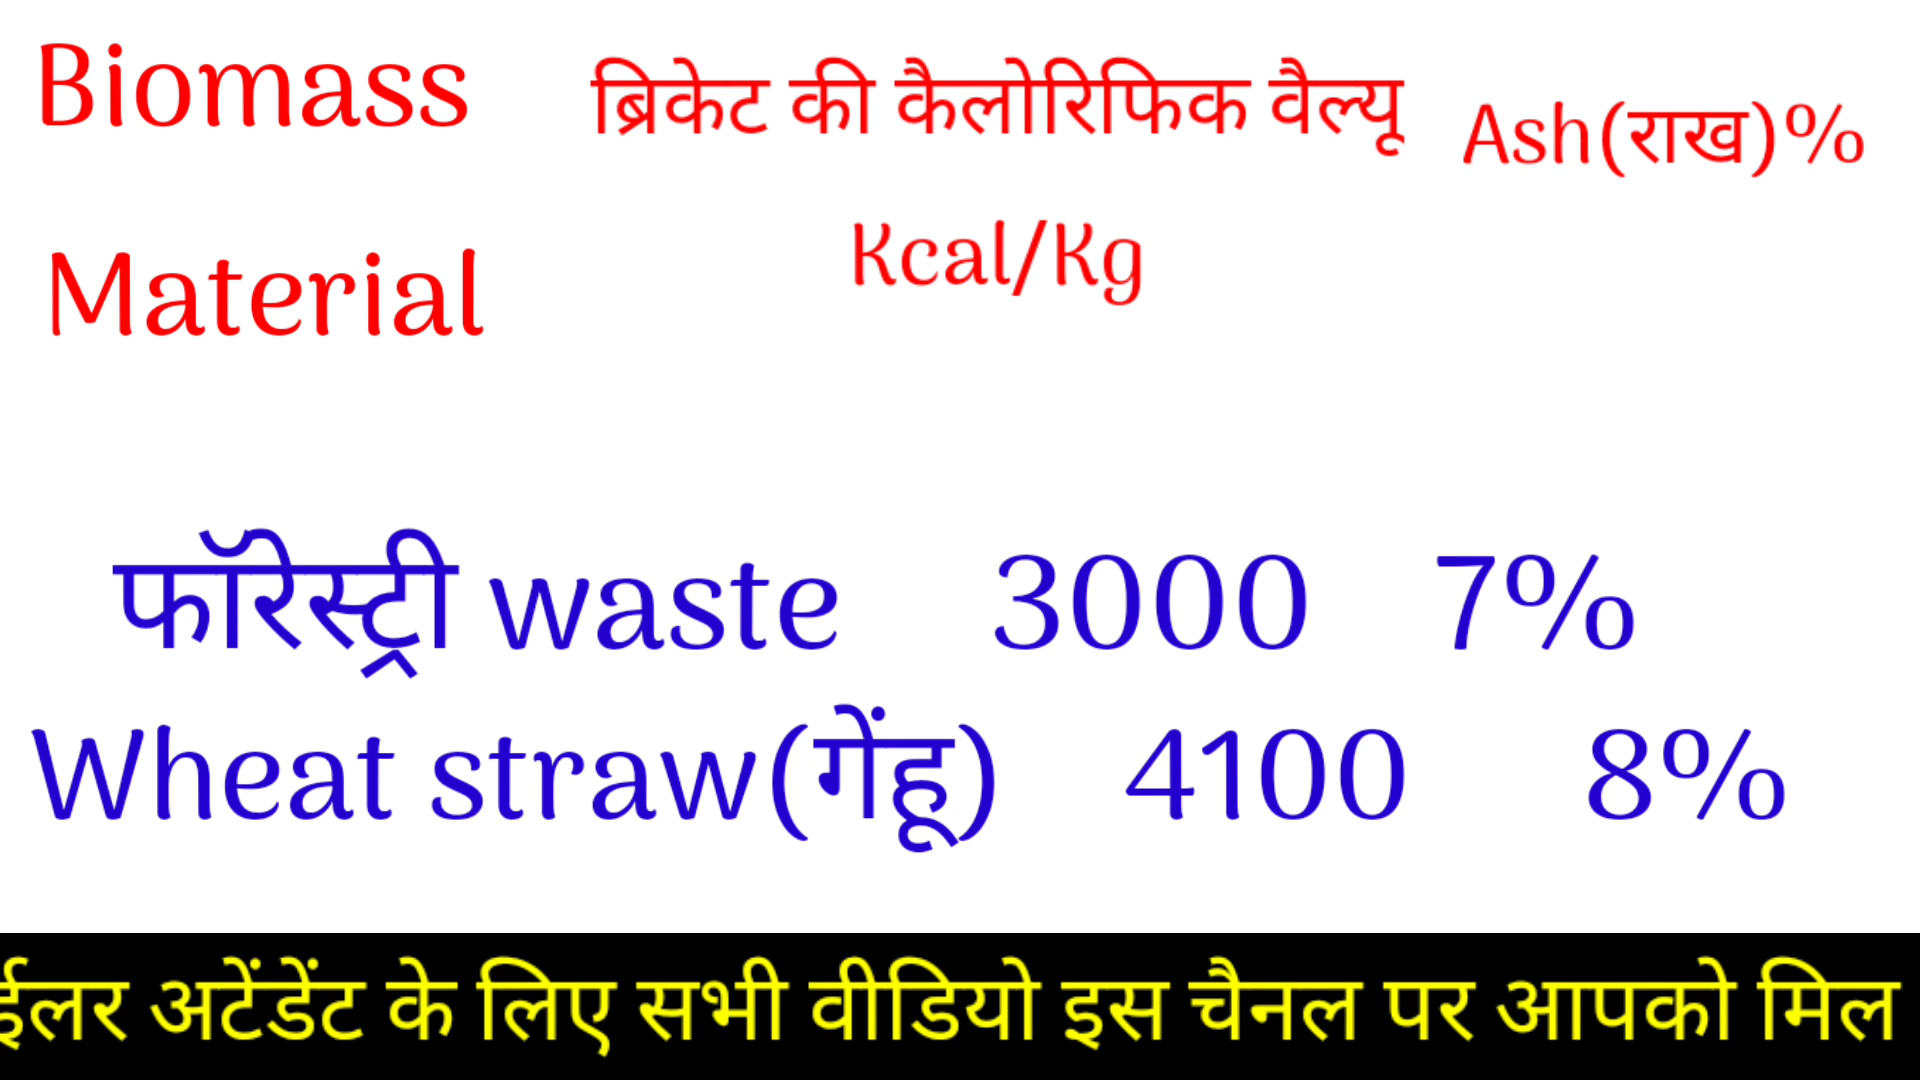 Biomass ब्रिकेट की कैलोरिफिक वैल्यू Ash(राख)%
Material Kcal/Kg
फॉरेस्ट्री waste 3000 7%
Wheat straw(गेंहू) 4100 8%
ईलर अटेंडेंट के लिए सभी वीडियो इस चैनल पर आपको मिल